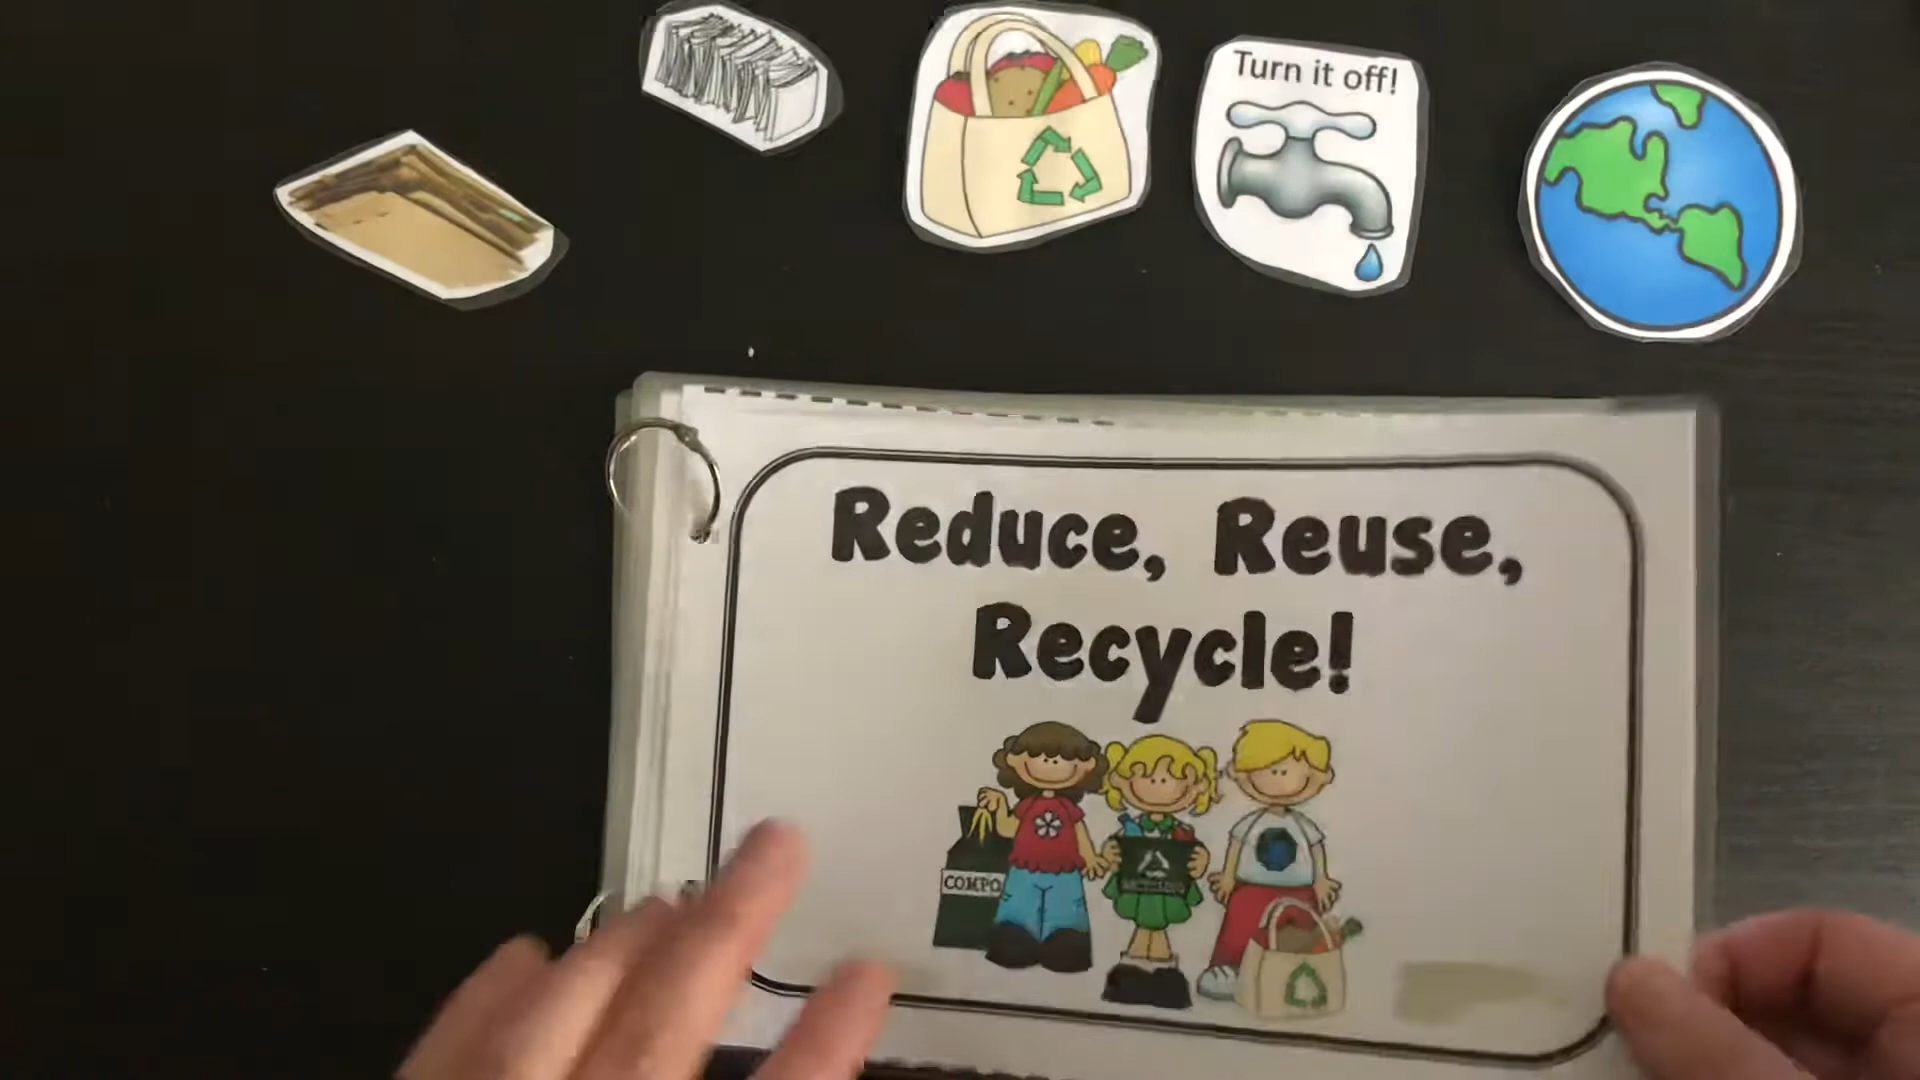 Turn it off!
Reduce, Reuse,
Recycle!
COMPO